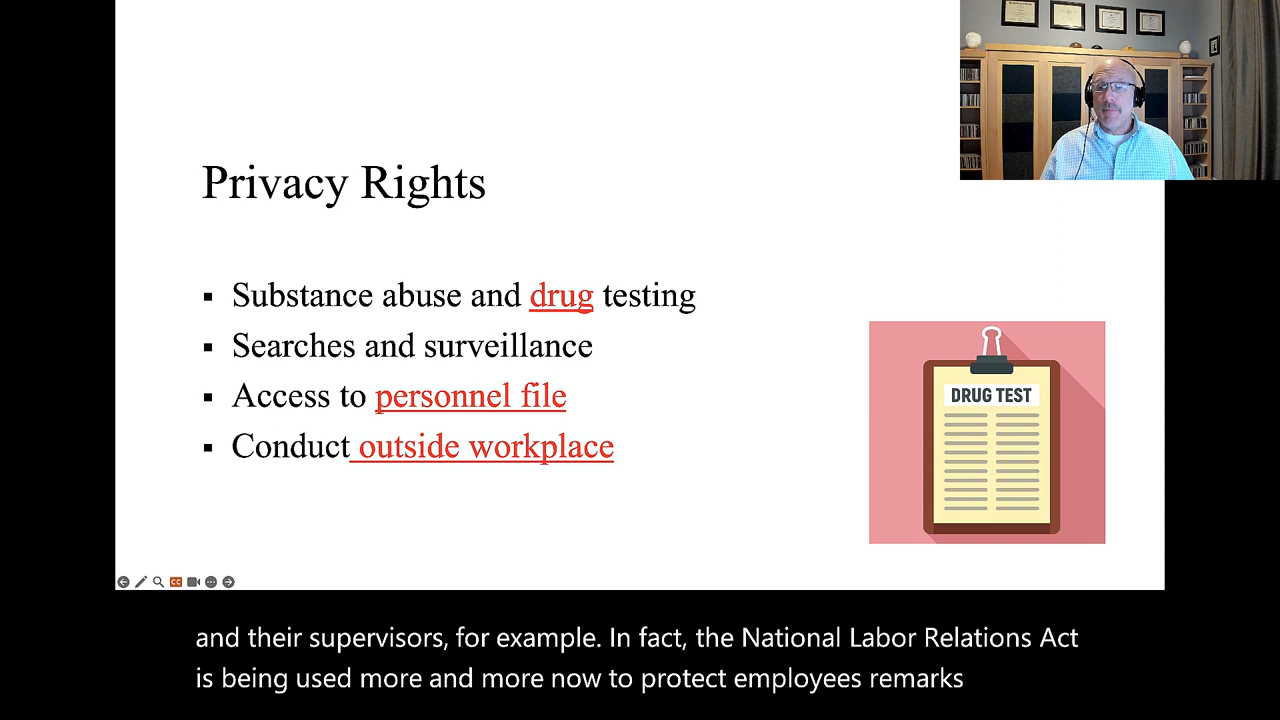 Privacy Rights
Substance abuse and drug testing
Searches and surveillance
Access to personnel file
Conduct outside workplace
DRUG TEST
CC
and their supervisors, for example. In fact, the National Labor Relations Act
is being used more and more now to protect employees remarks